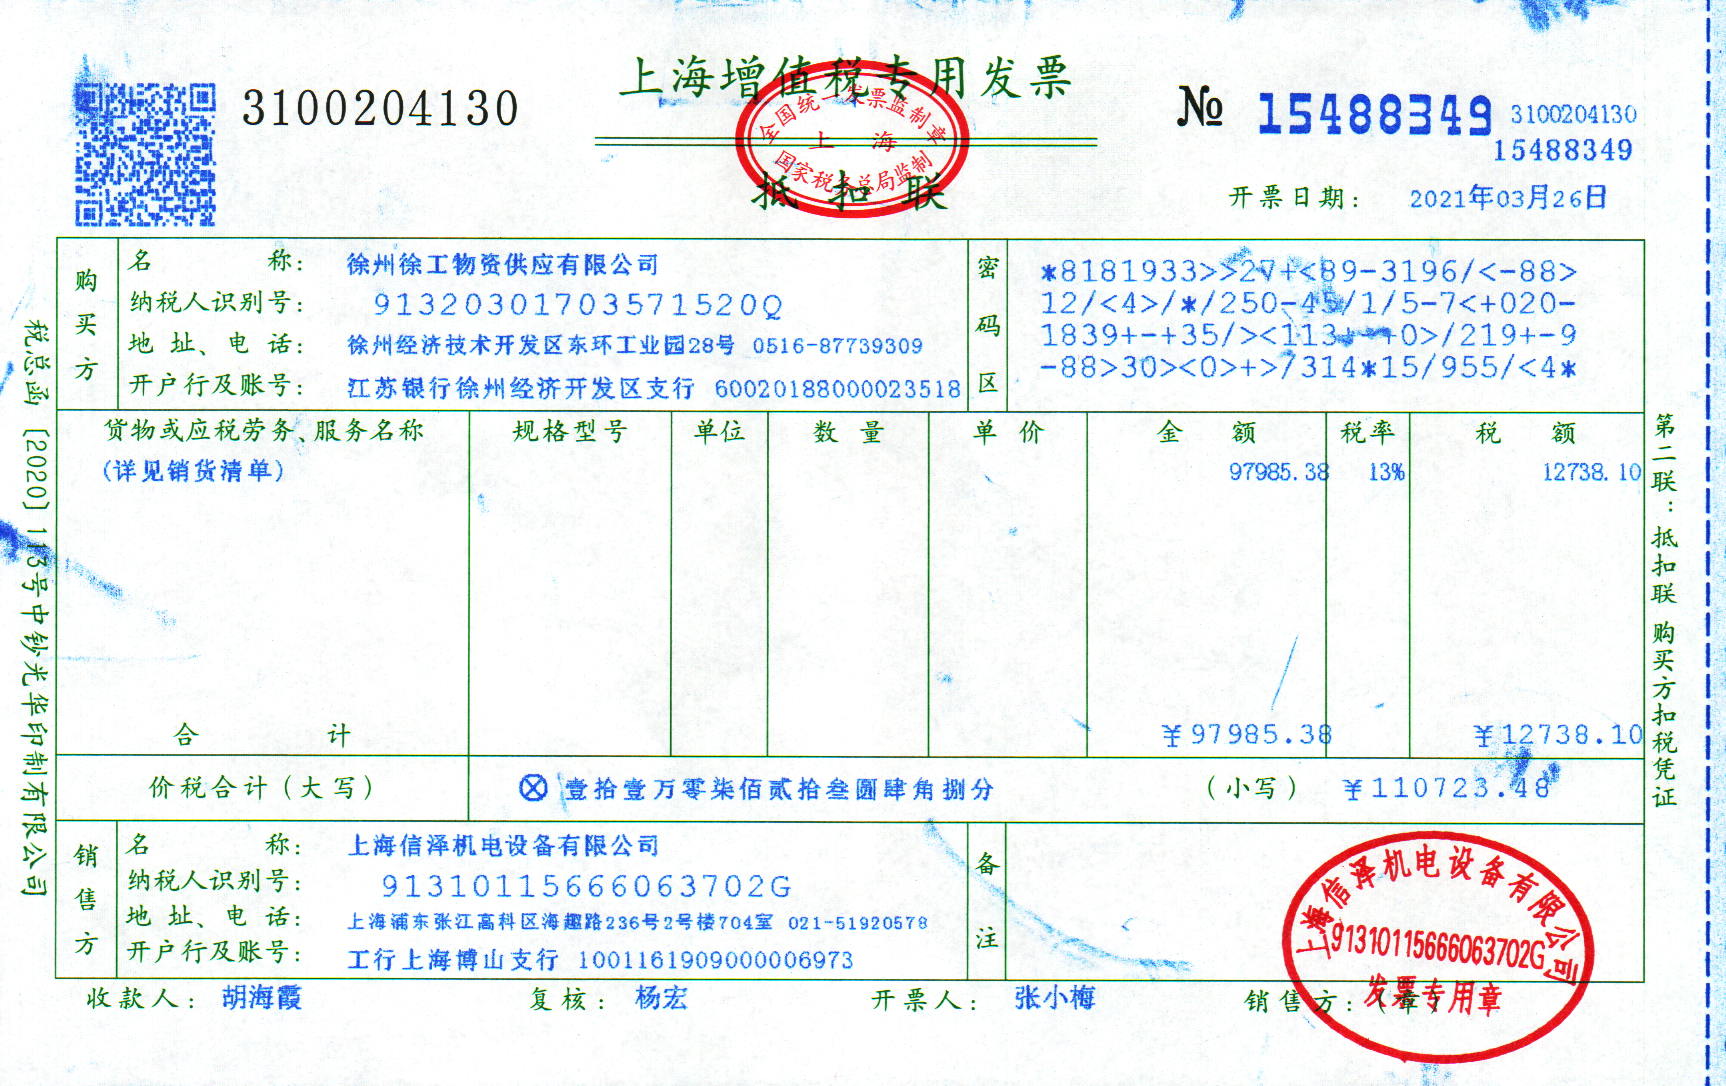 3100204130
上海增值税专用发票
全国统一发票监制章
上海
国家税务总局监制
抵扣联
№ 15488349
3100204130
15488349
开票日期： 2021年03月26日
购买方
名称： 徐州徐工物资供应有限公司
纳税人识别号： 91320301703571520Q
地址、电话： 徐州经济技术开发区东环工业园28号 0516-87739309
开户行及账号： 江苏银行徐州经济开发区支行 60020188000023518
密码区
*8181933>>27+<89-3196/<-88>
12/<4>/*/250-45/1/5-7<+020-
1839+-+35/><113+-+0>/219+-9
-88>30><0>+>/314*15/955/<4*
货物或应税劳务、服务名称 规格型号 单位 数量 单价 金额 税率 税额
(详见销货清单) 97985.38 13% 12738.10
合计 ¥97985.38 ¥12738.10
价税合计（大写） ⊗壹拾壹万零柒佰贰拾叁圆肆角捌分 （小写） ¥110723.48
销售方
名称： 上海信泽机电设备有限公司
纳税人识别号： 91310115666063702G
地址、电话： 上海浦东张江高科区海趣路236号2号楼704室 021-51920578
开户行及账号： 工行上海博山支行 1001161909000006973
备注
上海信泽机电设备有限公司
91310115666063702G
发票专用章
收款人： 胡海霞 复核： 杨宏 开票人： 张小梅 销售方：（章）
税总函〔2020〕113号中钞光华印制有限公司
第二联：抵扣联 购买方扣税凭证